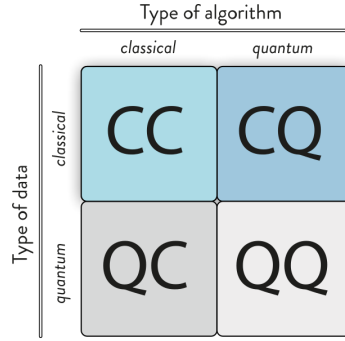 Type of algorithm
classical quantum
Type of data
classical
CC CQ
quantum
QC QQ